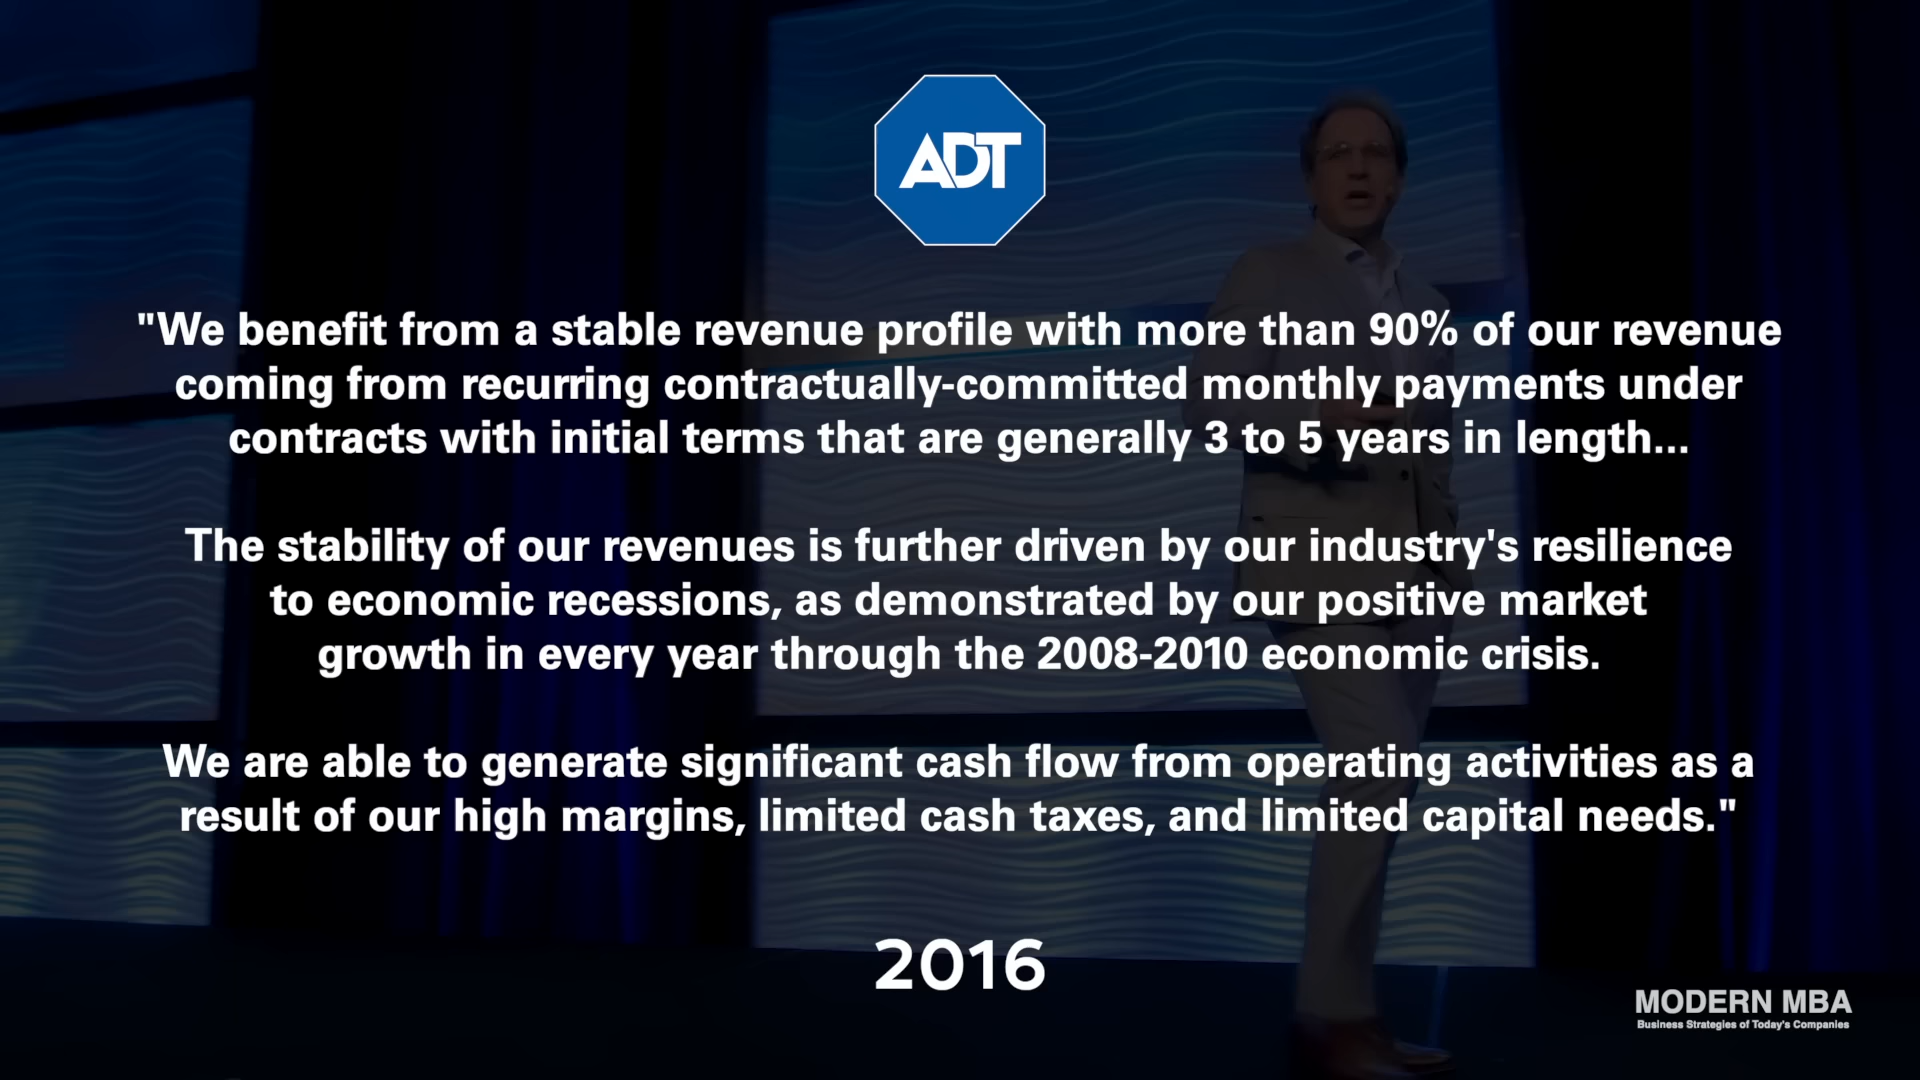 ADT
"We benefit from a stable revenue profile with more than 90% of our revenue
coming from recurring contractually-committed monthly payments under
contracts with initial terms that are generally 3 to 5 years in length...
The stability of our revenues is further driven by our industry's resilience
to economic recessions, as demonstrated by our positive market
growth in every year through the 2008-2010 economic crisis.
We are able to generate significant cash flow from operating activities as a
result of our high margins, limited cash taxes, and limited capital needs."
2016
MODERN MBA
Business Strategies of Today's Companies